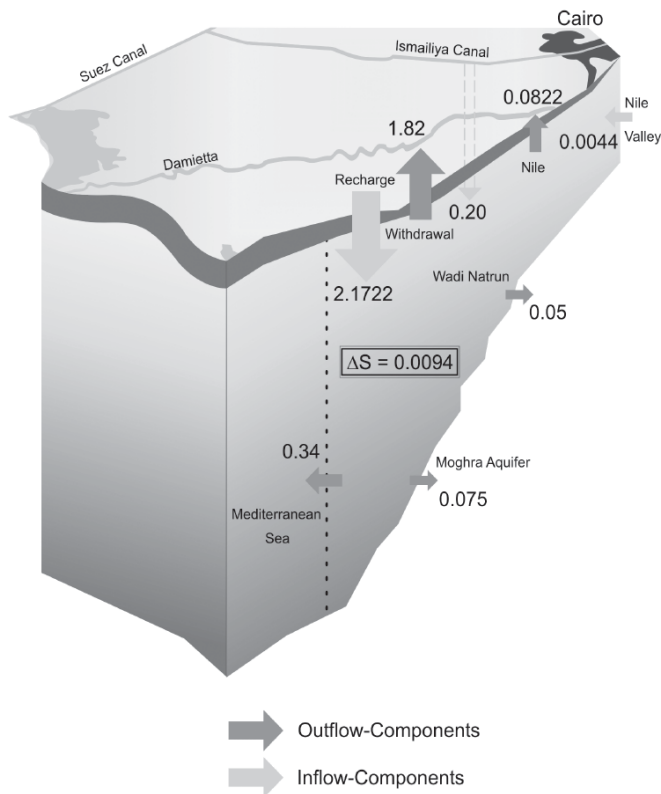 Cairo
Suez Canal
Ismailiya Canal
0.0822
Nile
Valley
0.0044
1.82
Damietta
Nile
Recharge
0.20
Withdrawal
2.1722
Wadi Natrun
0.05
ΔS = 0.0094
0.34
Moghra Aquifer
0.075
Mediterranean
Sea
Outflow-Components
Inflow-Components